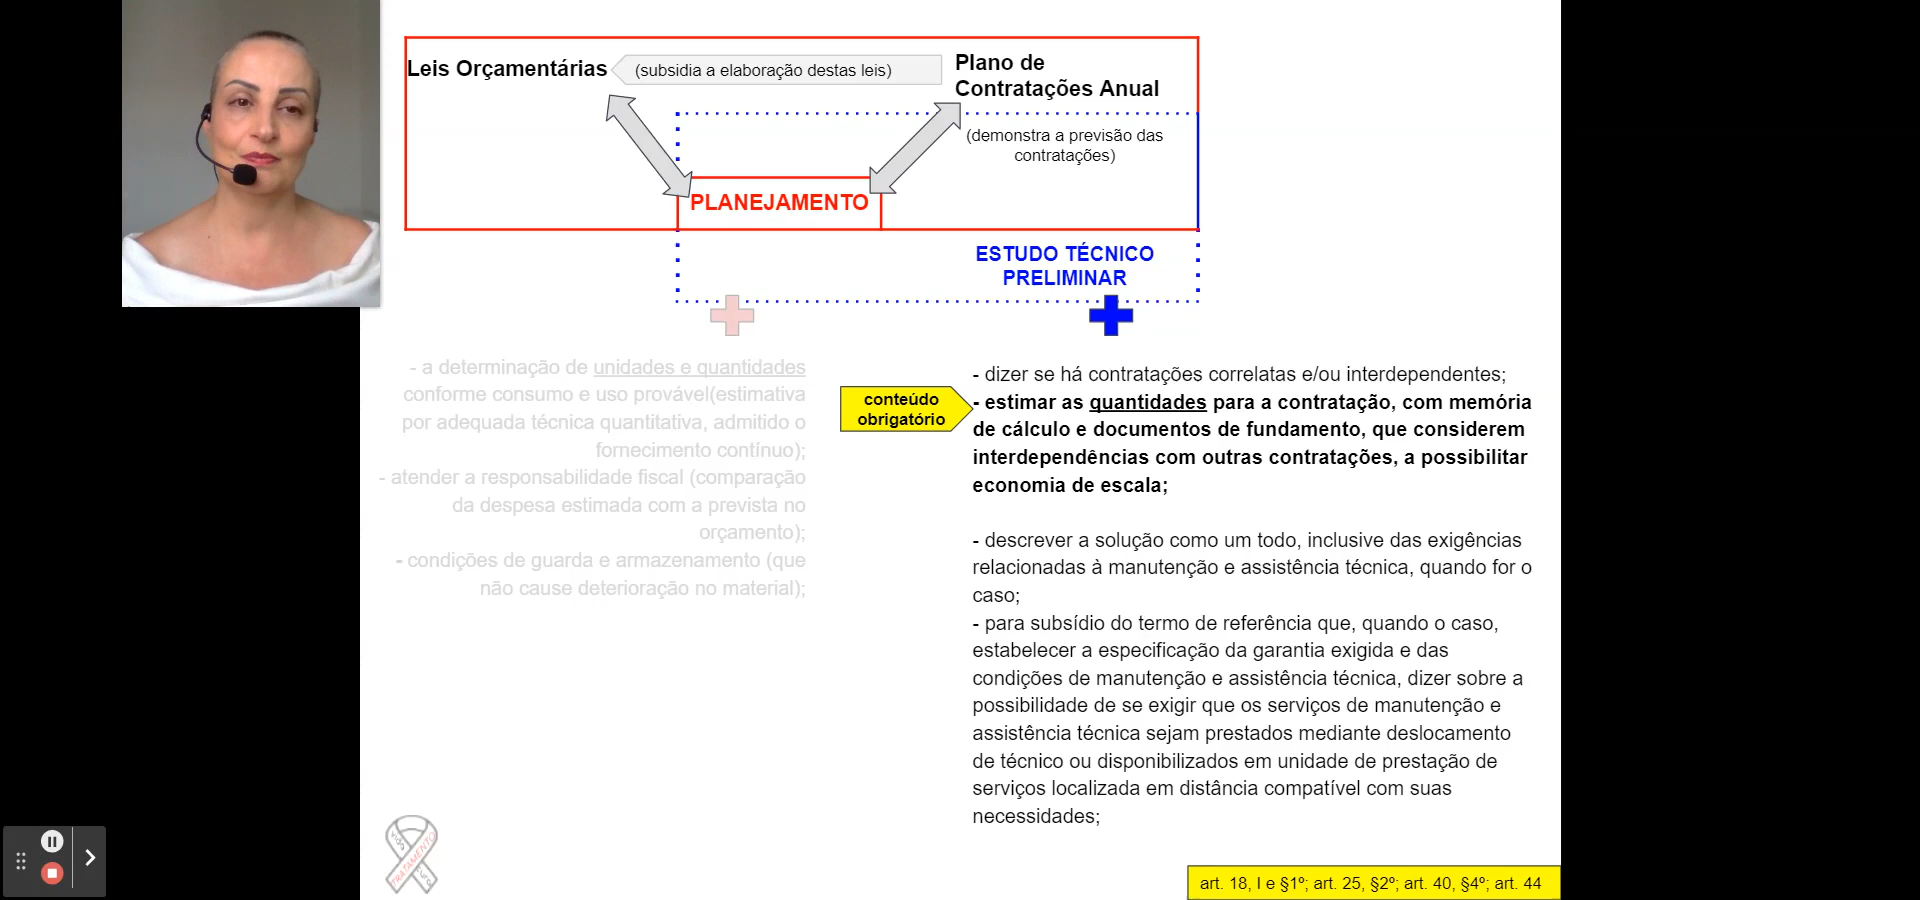 Leis Orçamentárias
(subsidia a elaboração destas leis)
Plano de
Contratações Anual
(demonstra a previsão das
contratações)
PLANEJAMENTO
ESTUDO TÉCNICO
PRELIMINAR
- a determinação de unidades e quantidades
conforme consumo e uso provável(estimativa
por adequada técnica quantitativa, admitido o
fornecimento contínuo);
- atender a responsabilidade fiscal (comparação
da despesa estimada com a prevista no
orçamento);
- condições de guarda e armazenamento (que
não cause deterioração no material);
conteúdo
obrigatório
- dizer se há contratações correlatas e/ou interdependentes;
- estimar as quantidades para a contratação, com memória
de cálculo e documentos de fundamento, que considerem
interdependências com outras contratações, a possibilitar
economia de escala;
- descrever a solução como um todo, inclusive das exigências
relacionadas à manutenção e assistência técnica, quando for o
caso;
- para subsídio do termo de referência que, quando o caso,
estabelecer a especificação da garantia exigida e das
condições de manutenção e assistência técnica, dizer sobre a
possibilidade de se exigir que os serviços de manutenção e
assistência técnica sejam prestados mediante deslocamento
de técnico ou disponibilizados em unidade de prestação de
serviços localizada em distância compatível com suas
necessidades;
TRATAMENTO
art. 18, I e §1º; art. 25, §2º; art. 40, §4º; art. 44